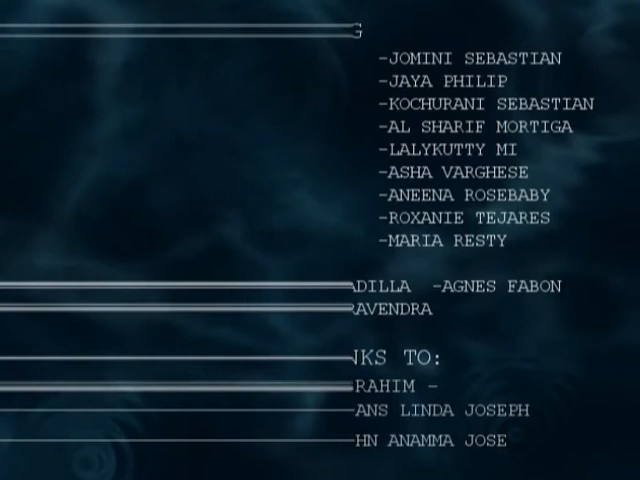 -JOMINI SEBASTIAN
-JAYA PHILIP
-KOCHURANI SEBASTIAN
-AL SHARIF MORTIGA
-LALYKUTTY MI
-ASHA VARGHESE
-ANEENA ROSEBABY
-ROXANIE TEJARES
-MARIA RESTY
ADILLA -AGNES FABON
RAVENDRA
NKS TO:
RAHIM -
ANS LINDA JOSEPH
HN ANAMMA JOSE